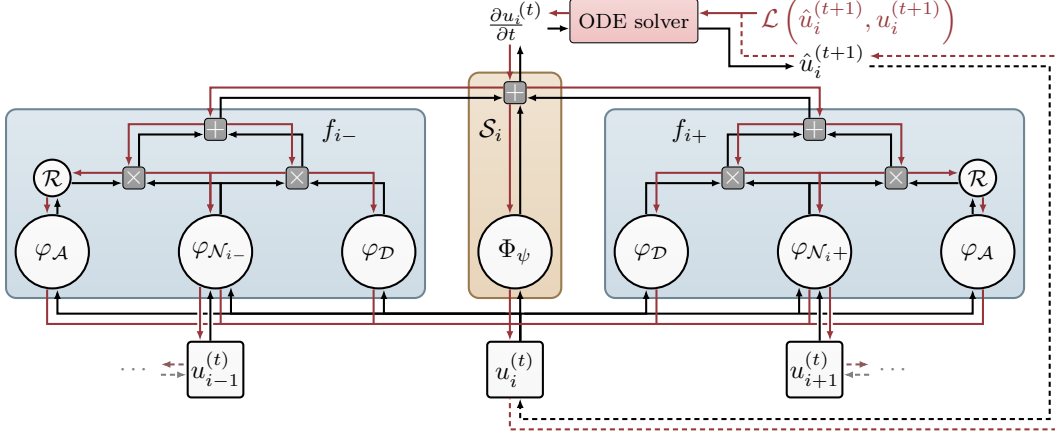 ∂u_i^(t)/∂t
ODE solver
ℒ(û_i^(t+1), u_i^(t+1))
û_i^(t+1)
+
+ f_{i−}
𝒮_i
f_{i+} +
ℛ × ×
× × ℛ
φ_𝒜 φ_{𝒩_{i−}} φ_𝒟
Φ_ψ
φ_𝒟 φ_{𝒩_{i+}} φ_𝒜
··· u_{i−1}^(t) u_i^(t) u_{i+1}^(t) ···